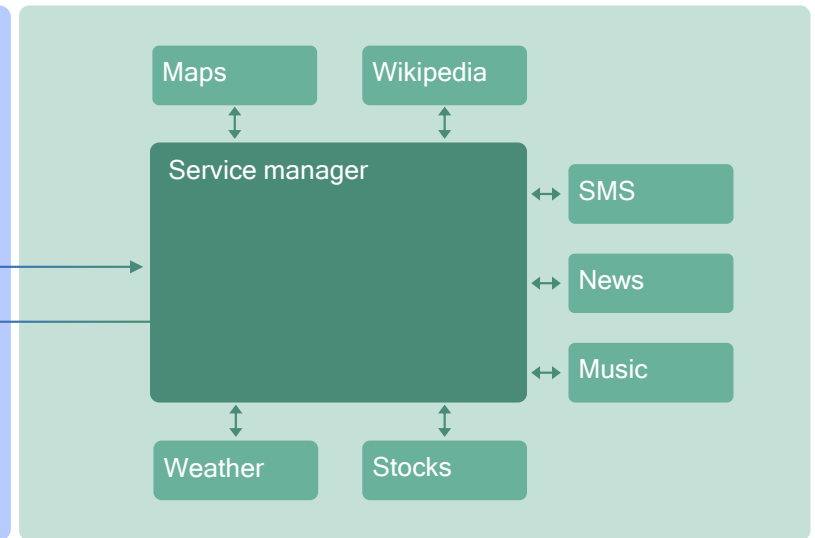 Maps
Wikipedia
Service manager
SMS
News
Music
Weather
Stocks